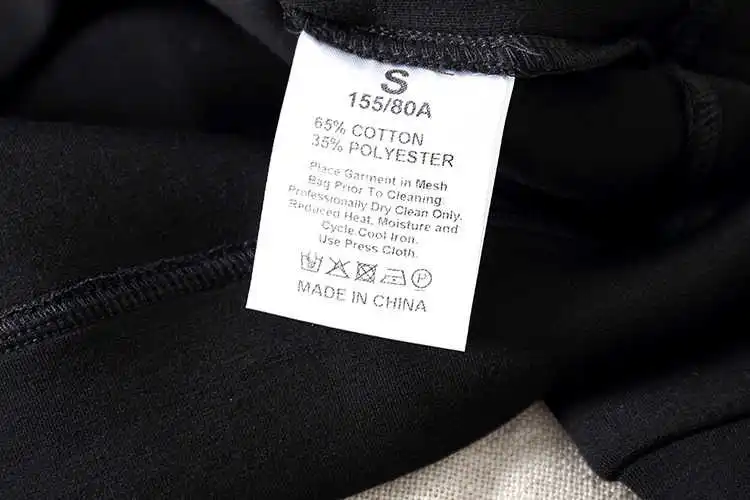 S
155/80A
65% COTTON
35% POLYESTER
Place Garment in Mesh
Bag Prior To Cleaning.
Professionally Dry Clean Only.
Reduced Heat, Moisture and
Cycle.Cool Iron.
Use Press Cloth.
P
MADE IN CHINA